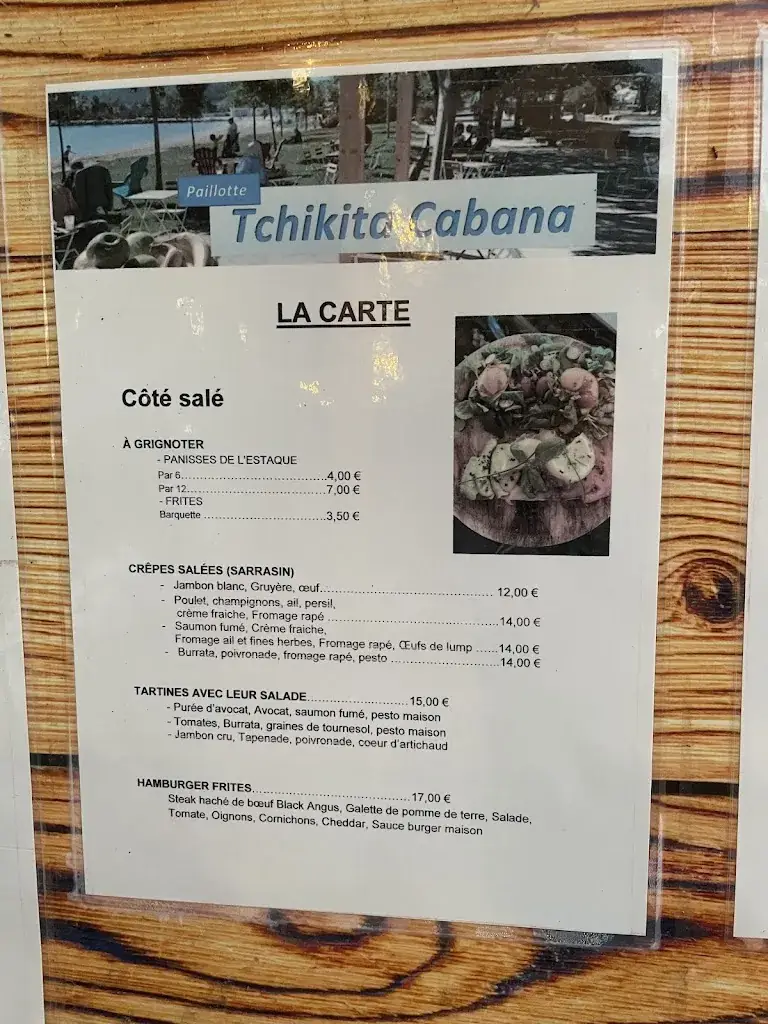 Paillotte
Tchikita Cabana
LA CARTE
Côté salé
À GRIGNOTER
- PANISSES DE L'ESTAQUE
Par 6....................................4,00 €
Par 12...................................7,00 €
- FRITES
Barquette ...............................3,50 €
CRÊPES SALÉES (SARRASIN)
- Jambon blanc, Gruyère, œuf........................................ 12,00 €
- Poulet, champignons, ail, persil,
crème fraiche, Fromage rapé ........................................14,00 €
- Saumon fumé, Crème fraiche,
Fromage ail et fines herbes, Fromage rapé, Œufs de lump ......14,00 €
- Burrata, poivronade, fromage rapé, pesto .........................14,00 €
TARTINES AVEC LEUR SALADE........................15,00 €
- Purée d'avocat, Avocat, saumon fumé, pesto maison
- Tomates, Burrata, graines de tournesol, pesto maison
- Jambon cru, Tapenade, poivronade, coeur d'artichaud
HAMBURGER FRITES......................................17,00 €
Steak haché de bœuf Black Angus, Galette de pomme de terre, Salade,
Tomate, Oignons, Cornichons, Cheddar, Sauce burger maison